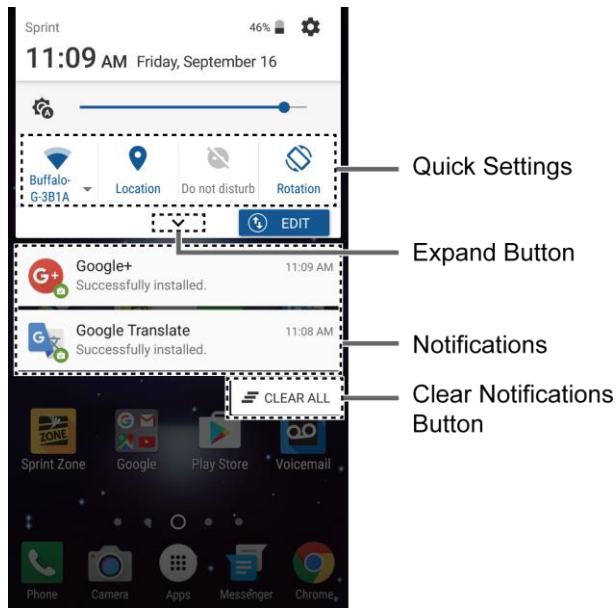 Sprint 46%
11:09 AM Friday, September 16
A
Buffalo-
G-3B1A
Location
Do not disturb
Rotation
EDIT
Quick Settings
Expand Button
G+
Google+ 11:09 AM
Successfully installed.
G
Google Translate 11:08 AM
Successfully installed.
Notifications
CLEAR ALL
Clear Notifications
Button
ZONE
Sprint Zone Google Play Store Voicemail
Phone Camera Apps Messenger Chrome